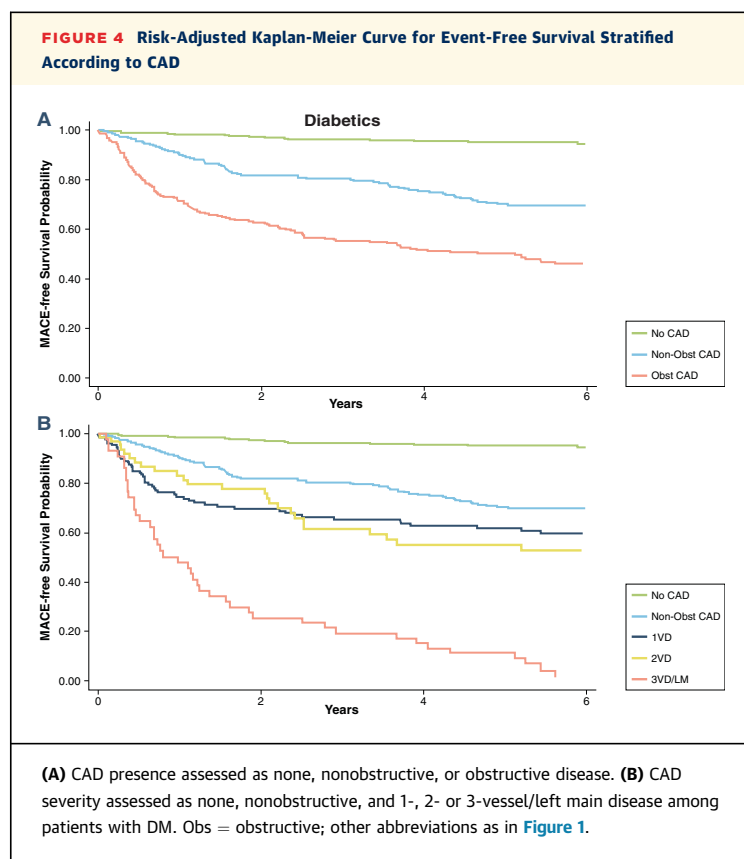 FIGURE 4 Risk-Adjusted Kaplan-Meier Curve for Event-Free Survival Stratified
According to CAD
A
Diabetics
MACE-free Survival Probability
1.00
0.80
0.60
0.40
0.20
0.00
0
2
4
6
Years
No CAD
Non-Obst CAD
Obst CAD
B
MACE-free Survival Probability
1.00
0.80
0.60
0.40
0.20
0.00
0
2
4
6
Years
No CAD
Non-Obst CAD
1VD
2VD
3VD/LM
(A) CAD presence assessed as none, nonobstructive, or obstructive disease. (B) CAD
severity assessed as none, nonobstructive, and 1-, 2- or 3-vessel/left main disease among
patients with DM. Obs = obstructive; other abbreviations as in Figure 1.